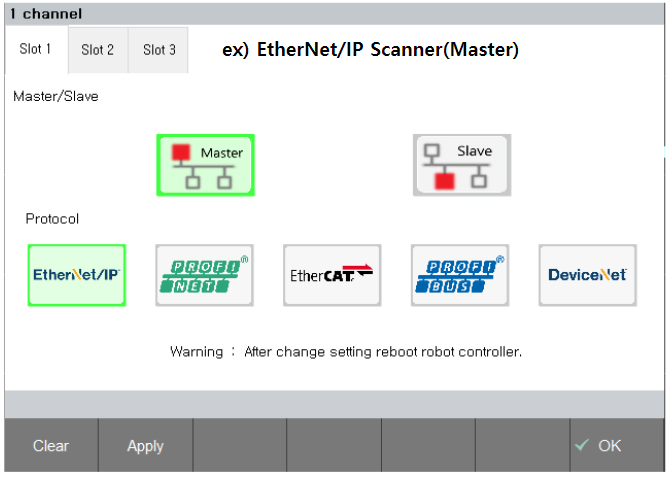 1 channel
Slot 1 Slot 2 Slot 3 ex) EtherNet/IP Scanner(Master)
Master/Slave
Master Slave
Protocol
EtherNet/IP PROFI NET® EtherCAT PROFI BUS® DeviceNet
Warning : After change setting reboot robot controller.
Clear Apply OK